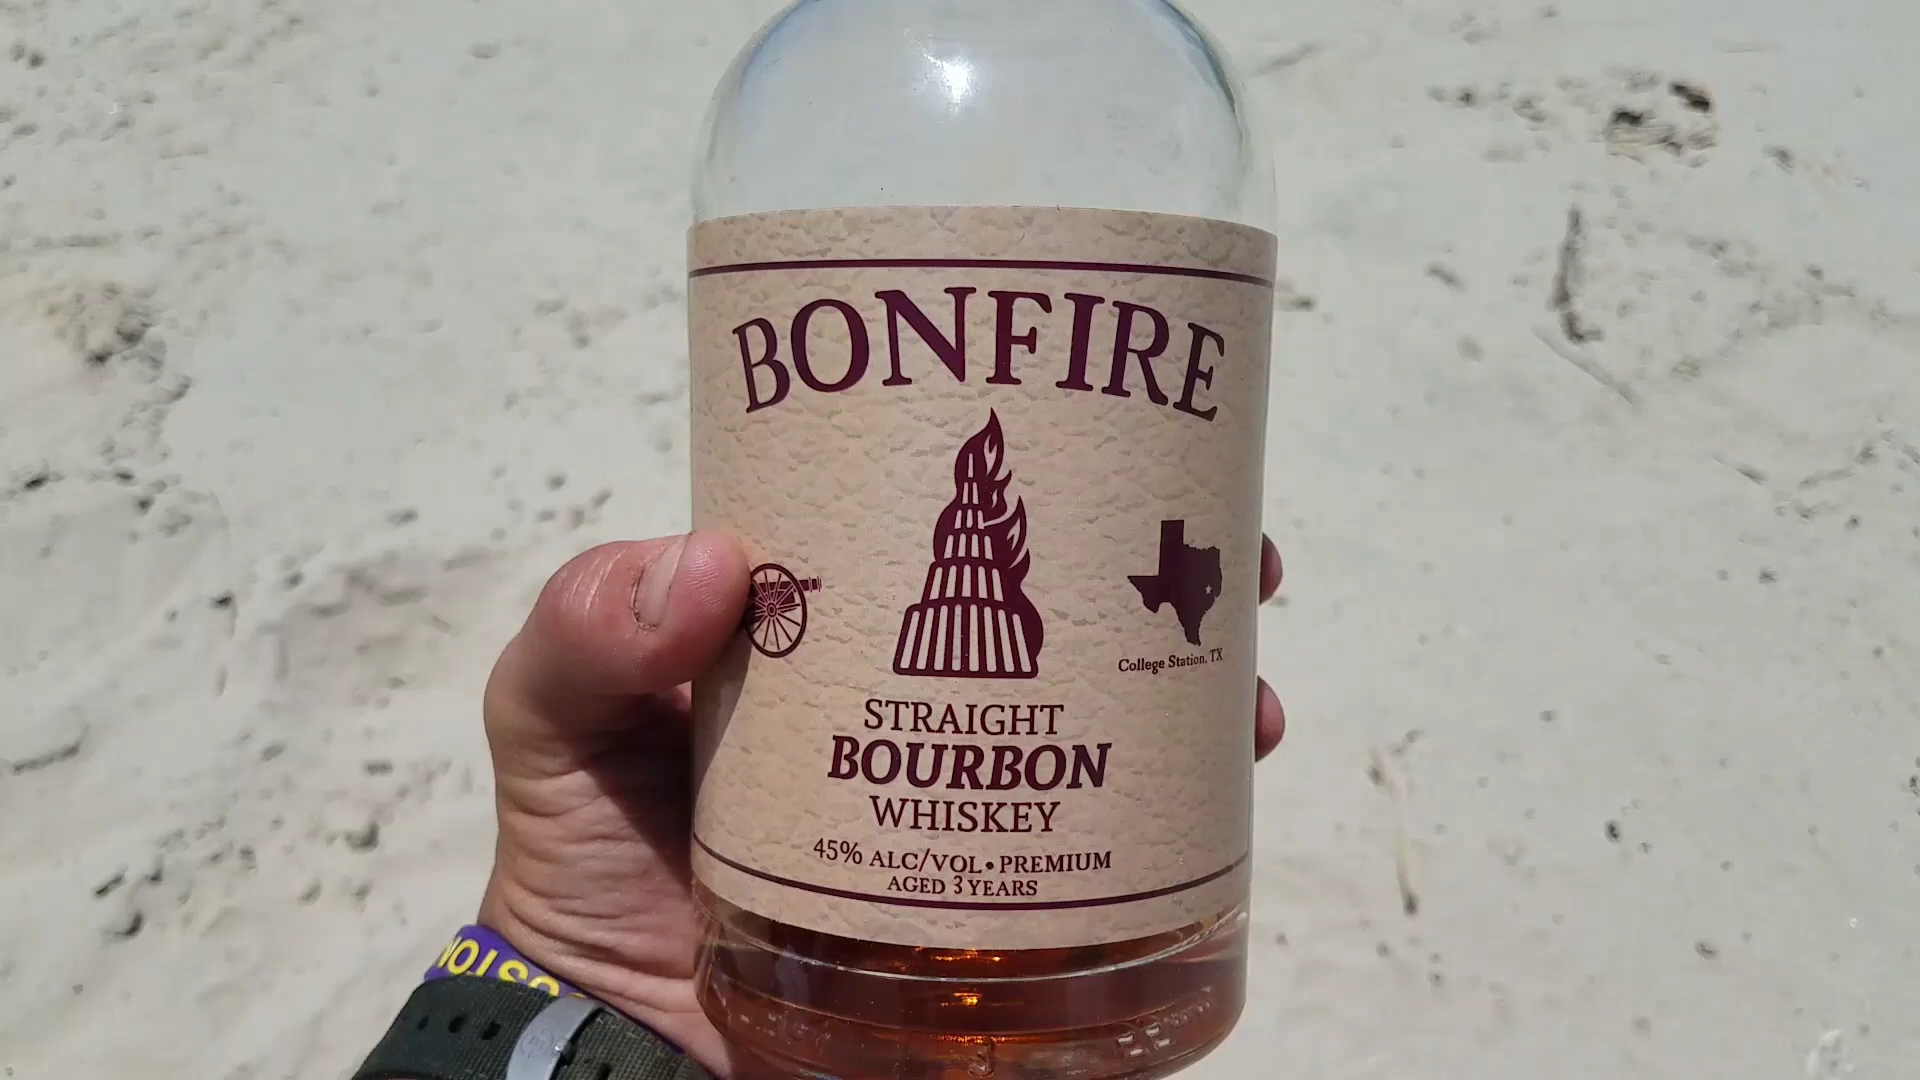 BONFIRE
College Station, TX
STRAIGHT
BOURBON
WHISKEY
45% ALC/VOL • PREMIUM
AGED 3 YEARS